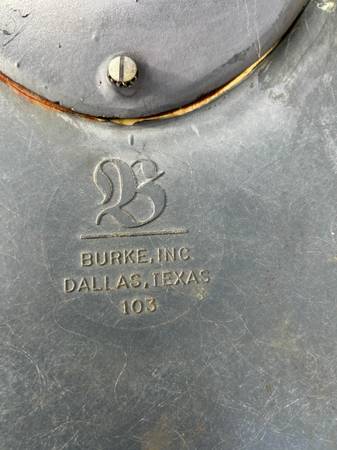 B
BURKE, INC
DALLAS, TEXAS
103